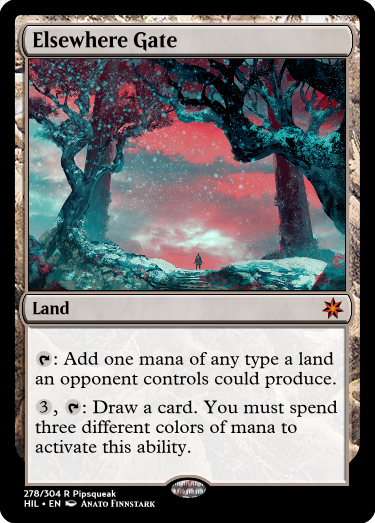 Elsewhere Gate
Land
: Add one mana of any type a land
an opponent controls could produce.
3, : Draw a card. You must spend
three different colors of mana to
activate this ability.
278/304 R Pipsqueak
HIL • EN Anato Finnstark